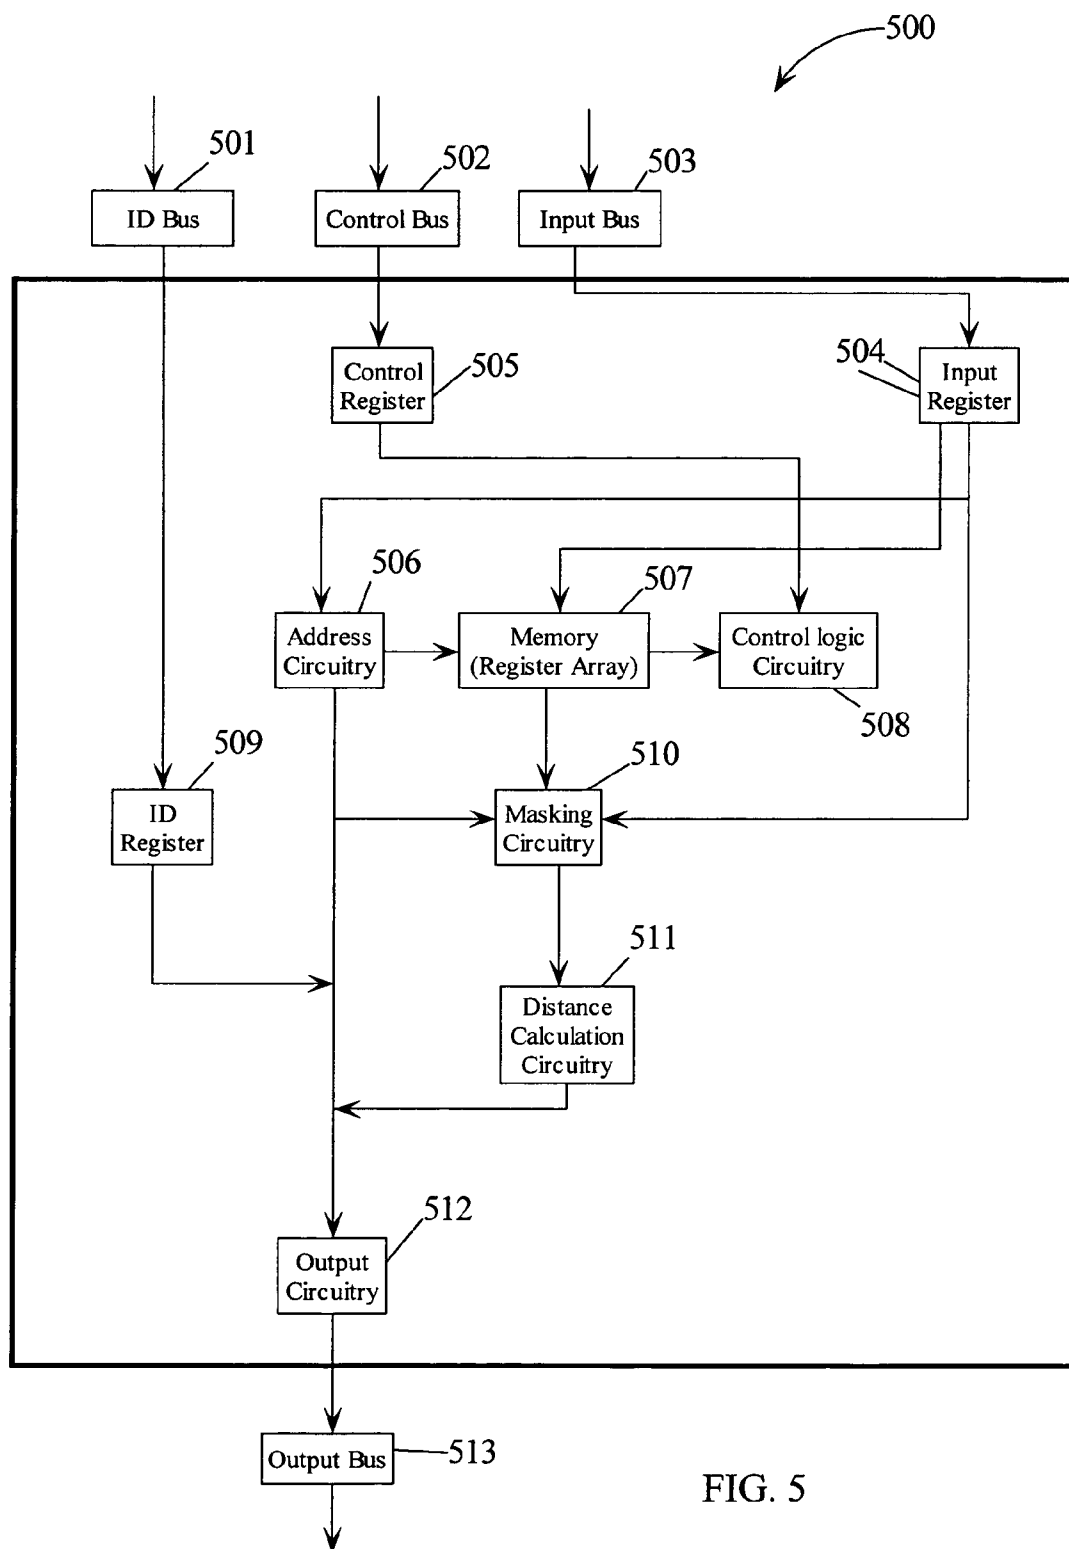 500
501
502
503
ID Bus
Control Bus
Input Bus
505
504
Control
Register
Input
Register
506
507
Address
Circuitry
Memory
(Register Array)
Control logic
Circuitry
508
509
510
ID
Register
Masking
Circuitry
511
Distance
Calculation
Circuitry
512
Output
Circuitry
Output Bus
513
FIG. 5